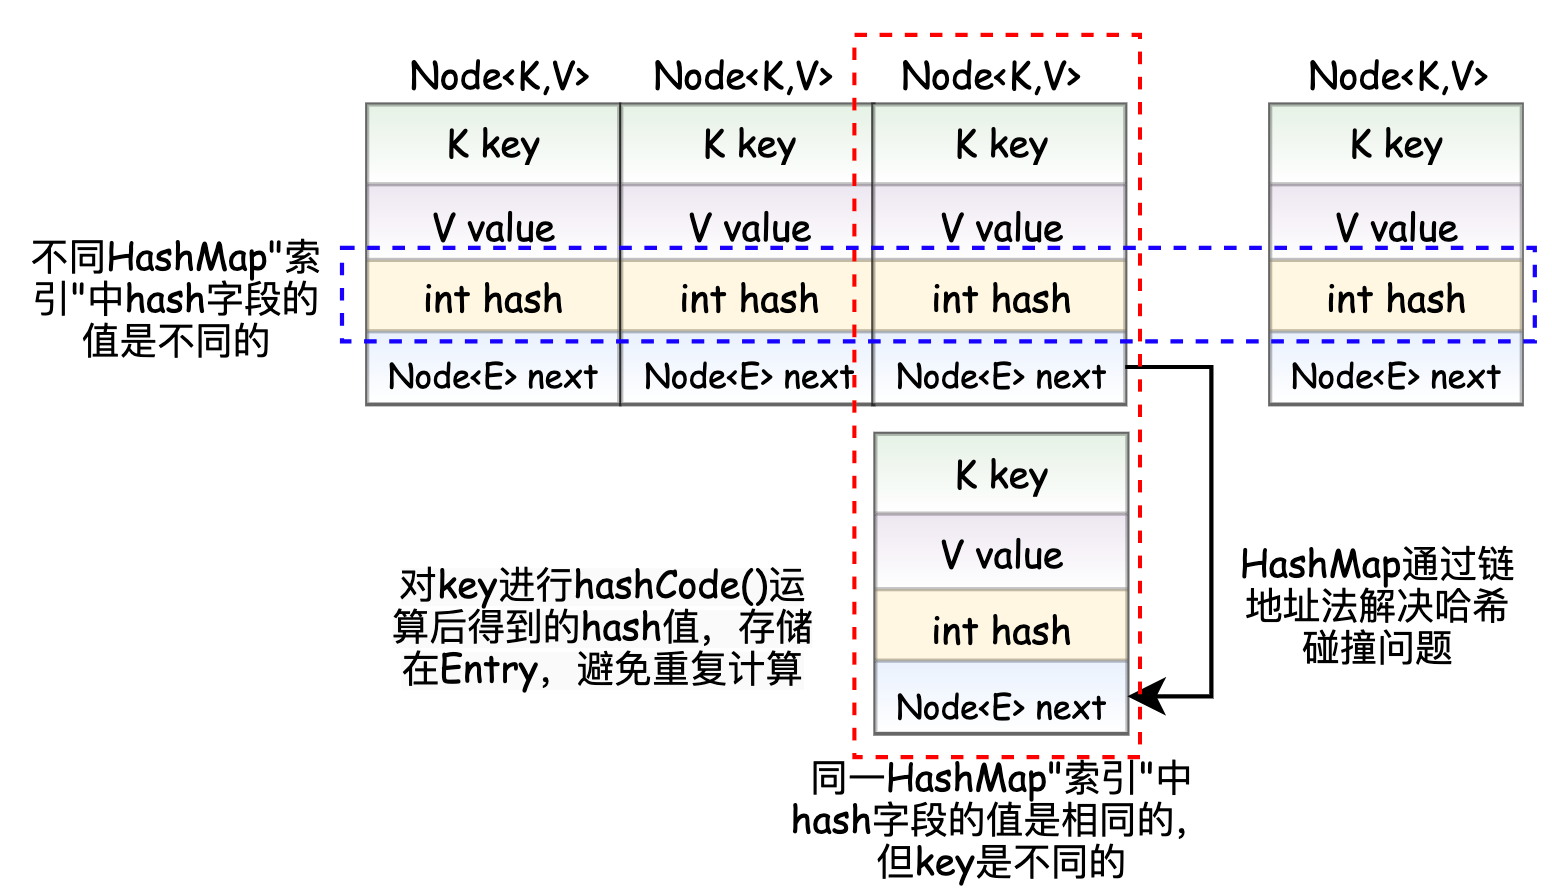 Node<K,V>
Node<K,V>
Node<K,V>
Node<K,V>
K key
K key
K key
K key
V value
V value
V value
V value
不同HashMap"索
引"中hash字段的
值是不同的
int hash
int hash
int hash
int hash
Node<E> next
Node<E> next
Node<E> next
Node<E> next
K key
V value
int hash
Node<E> next
对key进行hashCode()运
算后得到的hash值，存储
在Entry，避免重复计算
HashMap通过链
地址法解决哈希
碰撞问题
同一HashMap"索引"中
hash字段的值是相同的，
但key是不同的